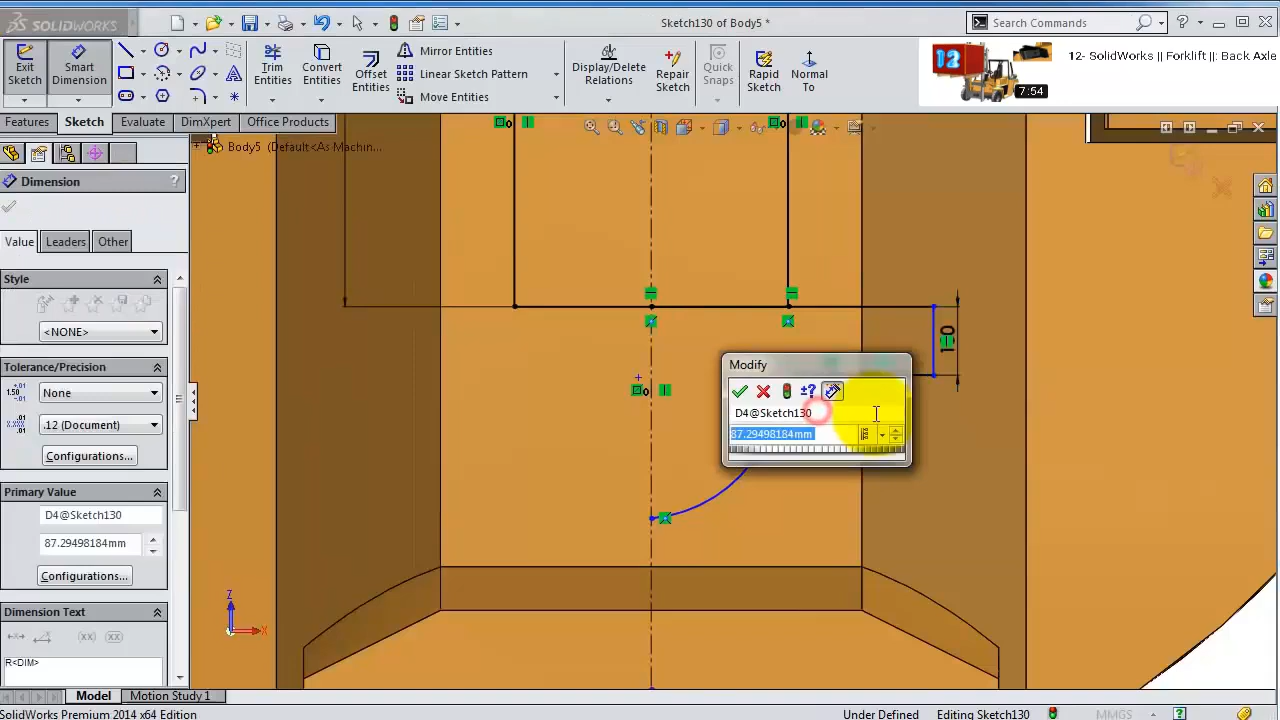 SOLIDWORKS
Sketch130 of Body5 *
Search Commands
Exit Sketch
Smart Dimension
Trim Entities
Convert Entities
Offset Entities
Mirror Entities
Linear Sketch Pattern
Move Entities
Display/Delete Relations
Repair Sketch
Quick Snaps
Rapid Sketch
Normal To
12
7:54
12- SolidWorks || Forklift || Back Axle
Features
Sketch
Evaluate
DimXpert
Office Products
Body5 (Default<As Machin...
Dimension
?
Value
Leaders
Other
Style
<NONE>
Tolerance/Precision
None
.12 (Document)
Configurations...
Primary Value
D4@Sketch130
87.29498184mm
Configurations...
Dimension Text
R<DIM>
Modify
D4@Sketch130
87.29498184mm
Z
X
Model
Motion Study 1
SolidWorks Premium 2014 x64 Edition
Under Defined
Editing Sketch130
MMGS